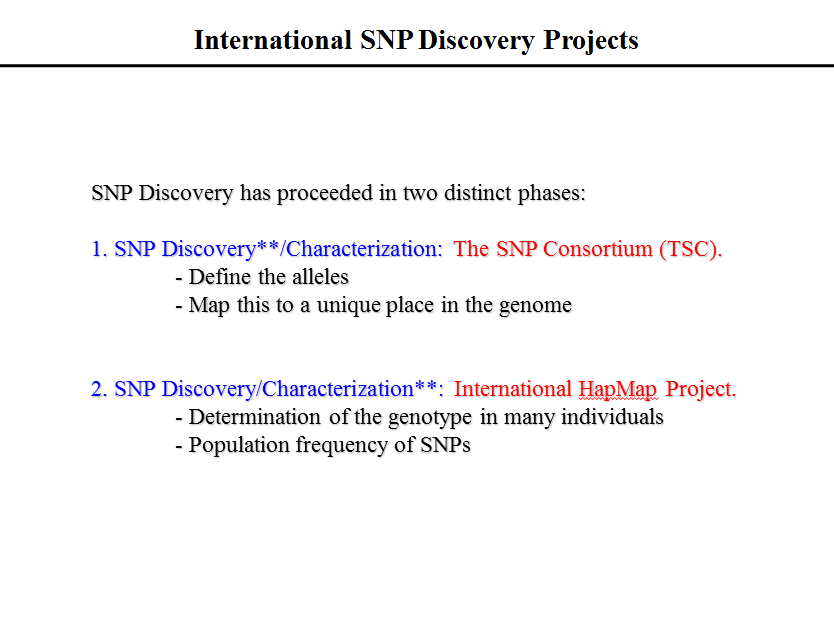 International SNP Discovery Projects
SNP Discovery has proceeded in two distinct phases:
1. SNP Discovery**/Characterization: The SNP Consortium (TSC).
- Define the alleles
- Map this to a unique place in the genome
2. SNP Discovery/Characterization**: International HapMap Project.
- Determination of the genotype in many individuals
- Population frequency of SNPs